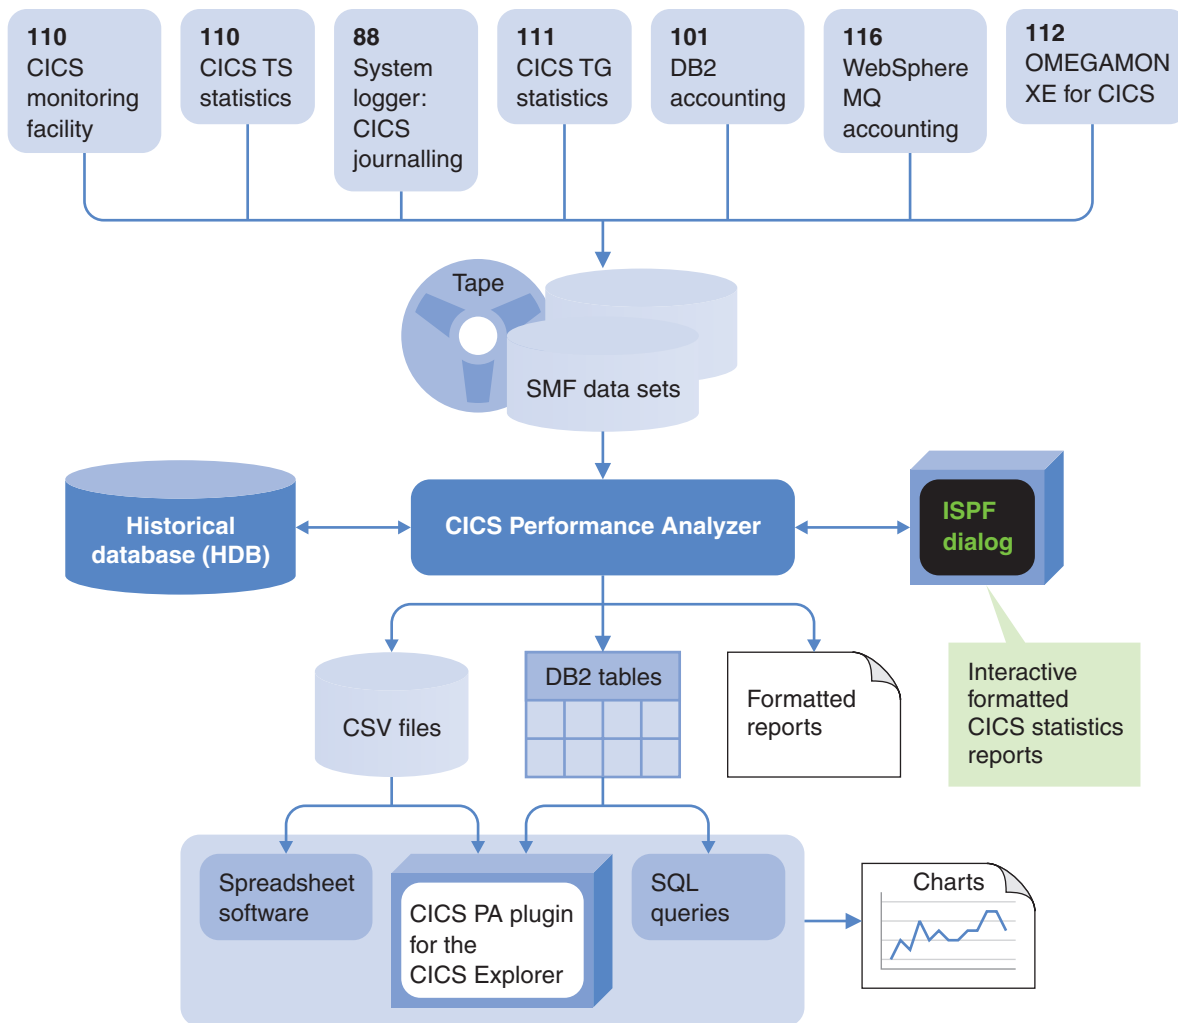 110
CICS
monitoring
facility
110
CICS TS
statistics
88
System
logger:
CICS
journalling
111
CICS TG
statistics
101
DB2
accounting
116
WebSphere
MQ
accounting
112
OMEGAMON
XE for CICS
Tape
SMF data sets
Historical
database (HDB)
CICS Performance Analyzer
ISPF
dialog
CSV files
DB2 tables
Formatted
reports
Interactive
formatted
CICS statistics
reports
Spreadsheet
software
CICS PA plugin
for the
CICS Explorer
SQL
queries
Charts